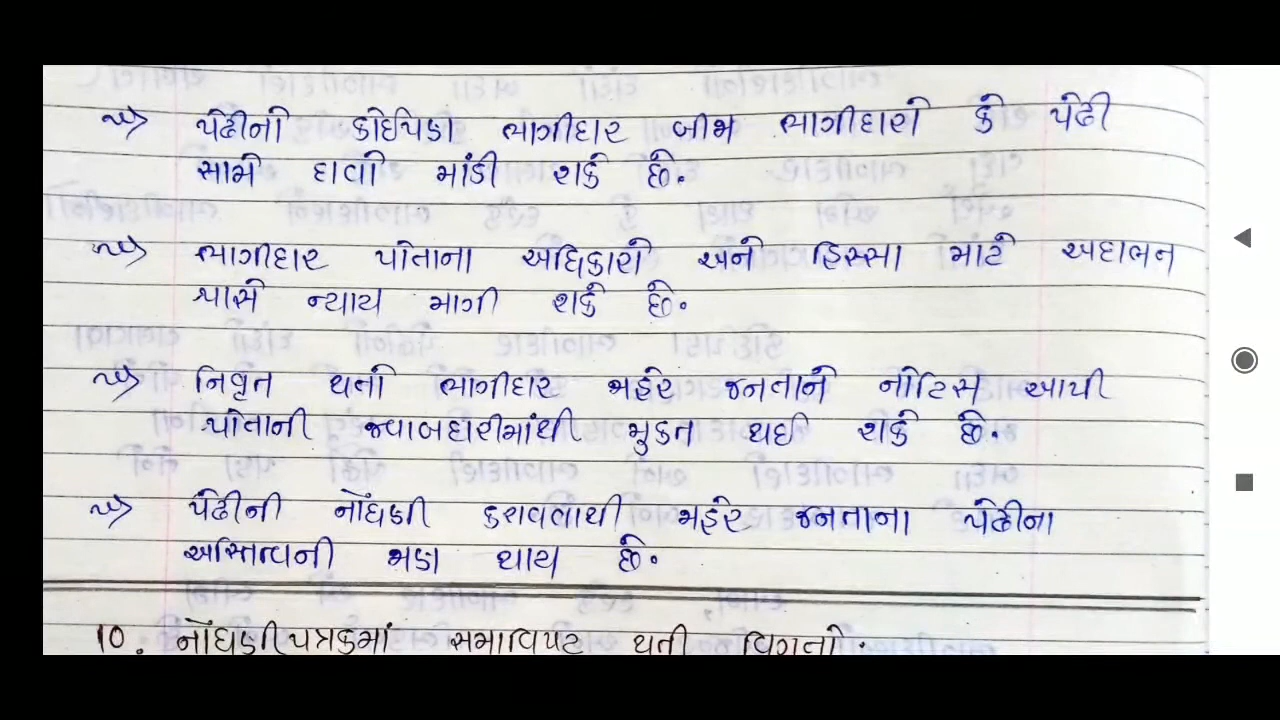 → પેઢીનો કોઈપણ ભાગીદાર બીજા ભાગીદારો કે પેઢી
સામે દાવો માંડી શકે છે.
→ ભાગીદાર પોતાના અધિકારો અને હિસ્સા માટે અદાલત
પાસે ન્યાય માગી શકે છે.
→ નિવૃત થતો ભાગીદાર જાહેર જનતાને નોટિસ આપી
પોતાની જવાબદારીમાંથી મુકત થઈ શકે છે.
→ પેઢીની નોંધણી કરાવવાથી જાહેર જનતાના પેઢીના
અસ્તિત્વની જાણ થાય છે.
10. નોંધણીપત્રકમાં સમાવિષ્ટ થતી વિગતો.